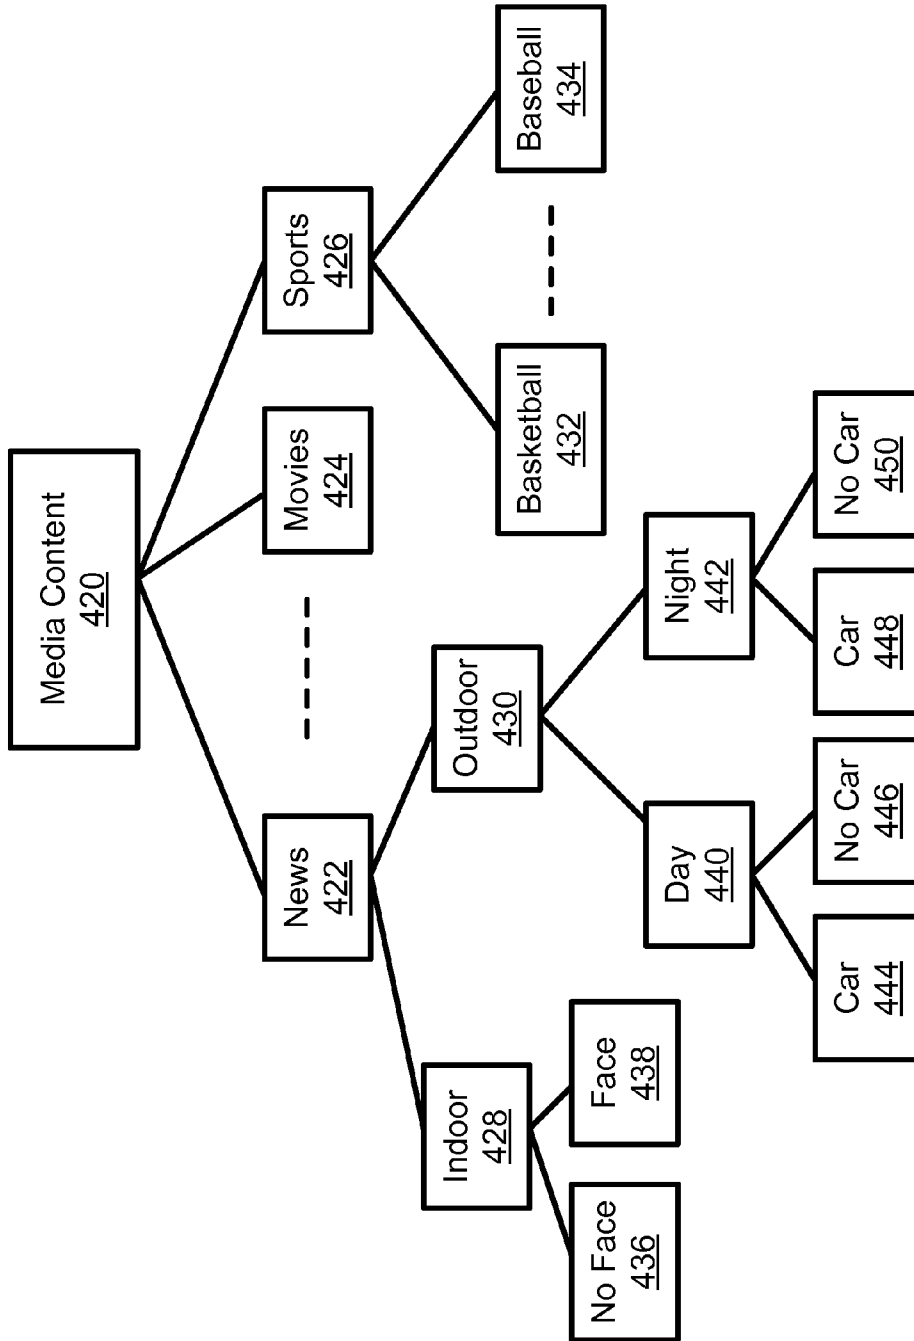 Media Content
420
News
422
Movies
424
Sports
426
Indoor
428
Outdoor
430
Basketball
432
Baseball
434
No Face
436
Face
438
Day
440
Night
442
Car
444
No Car
446
Car
448
No Car
450